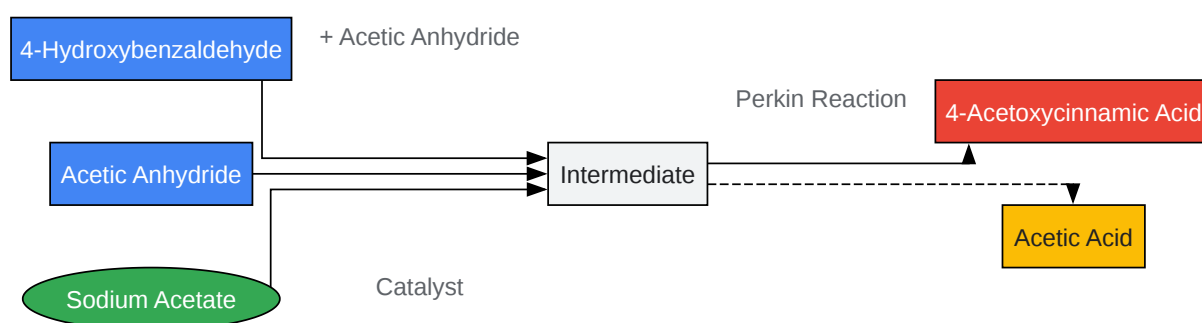 4-Hydroxybenzaldehyde
+ Acetic Anhydride
Perkin Reaction
4-Acetoxycinnamic Acid
Acetic Anhydride
Intermediate
Acetic Acid
Sodium Acetate
Catalyst